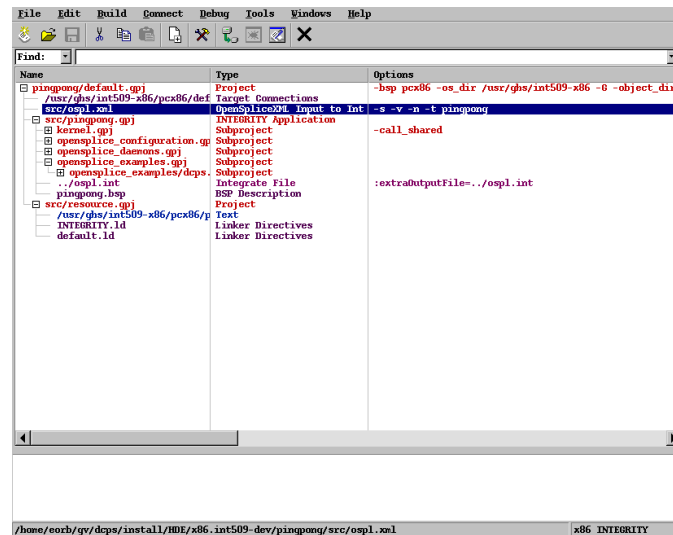 File Edit Build Connect Debug Tools Windows Help
Find:
Name Type Options
pingpong/default.gpj Project -bsp pcx86 -os_dir /usr/ghs/int509-x86 -G -object_dir
/usr/ghs/int509-x86/pcx86/def Target Connections
src/ospl.xml OpenSpliceXML Input to Int -s -v -n -t pingpong
src/pingpong.gpj INTEGRITY Application
kernel.gpj Subproject -call_shared
opensplice_configuration.gp Subproject
opensplice_daemons.gpj Subproject
opensplice_examples.gpj Subproject
opensplice_examples/dcps. Subproject
../ospl.int Integrate File :extraOutputFile=../ospl.int
pingpong.bsp BSP Description
src/resource.gpj Project
/usr/ghs/int509-x86/pcx86/p Text
INTEGRITY.ld Linker Directives
default.ld Linker Directives
/home/eorb/qv/dcps/install/HDE/x86.int509-dev/pingpong/src/ospl.xml x86 INTEGRITY